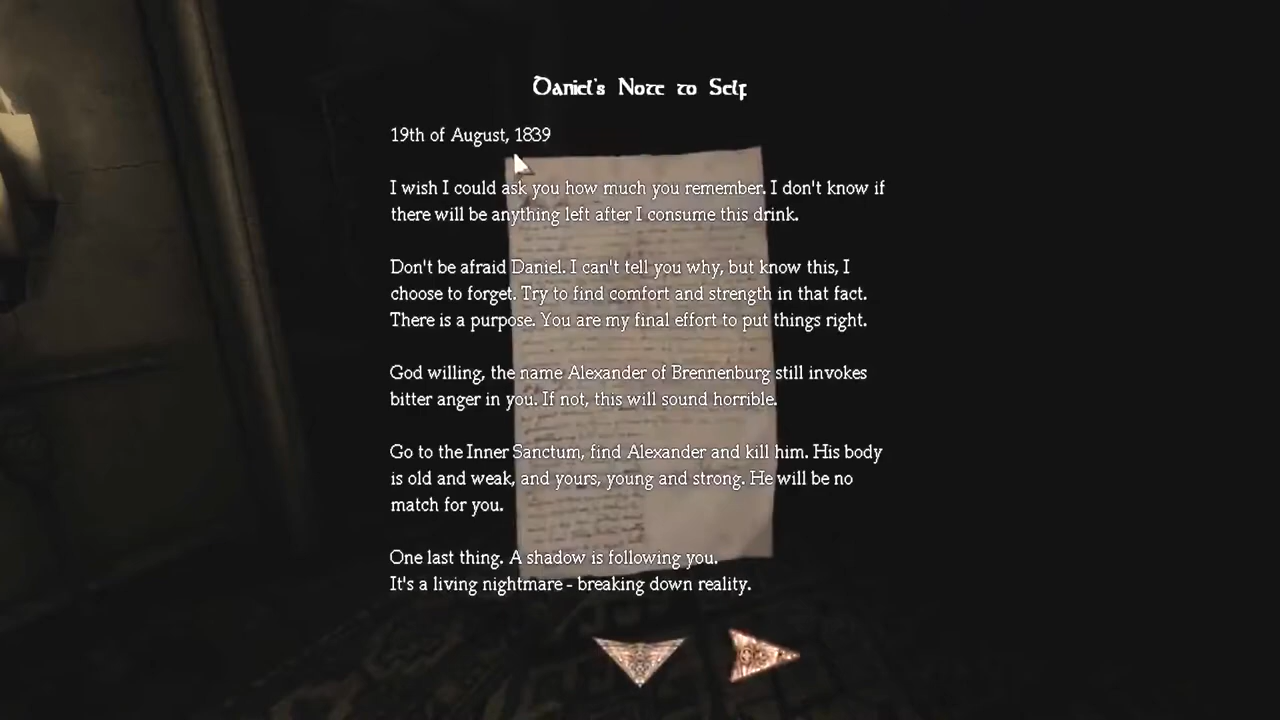 Daniel's Note to Self
19th of August, 1839
I wish I could ask you how much you remember. I don't know if
there will be anything left after I consume this drink.
Don't be afraid Daniel. I can't tell you why, but know this, I
choose to forget. Try to find comfort and strength in that fact.
There is a purpose. You are my final effort to put things right.
God willing, the name Alexander of Brennenburg still invokes
bitter anger in you. If not, this will sound horrible.
Go to the Inner Sanctum, find Alexander and kill him. His body
is old and weak, and yours, young and strong. He will be no
match for you.
One last thing. A shadow is following you.
It's a living nightmare - breaking down reality.